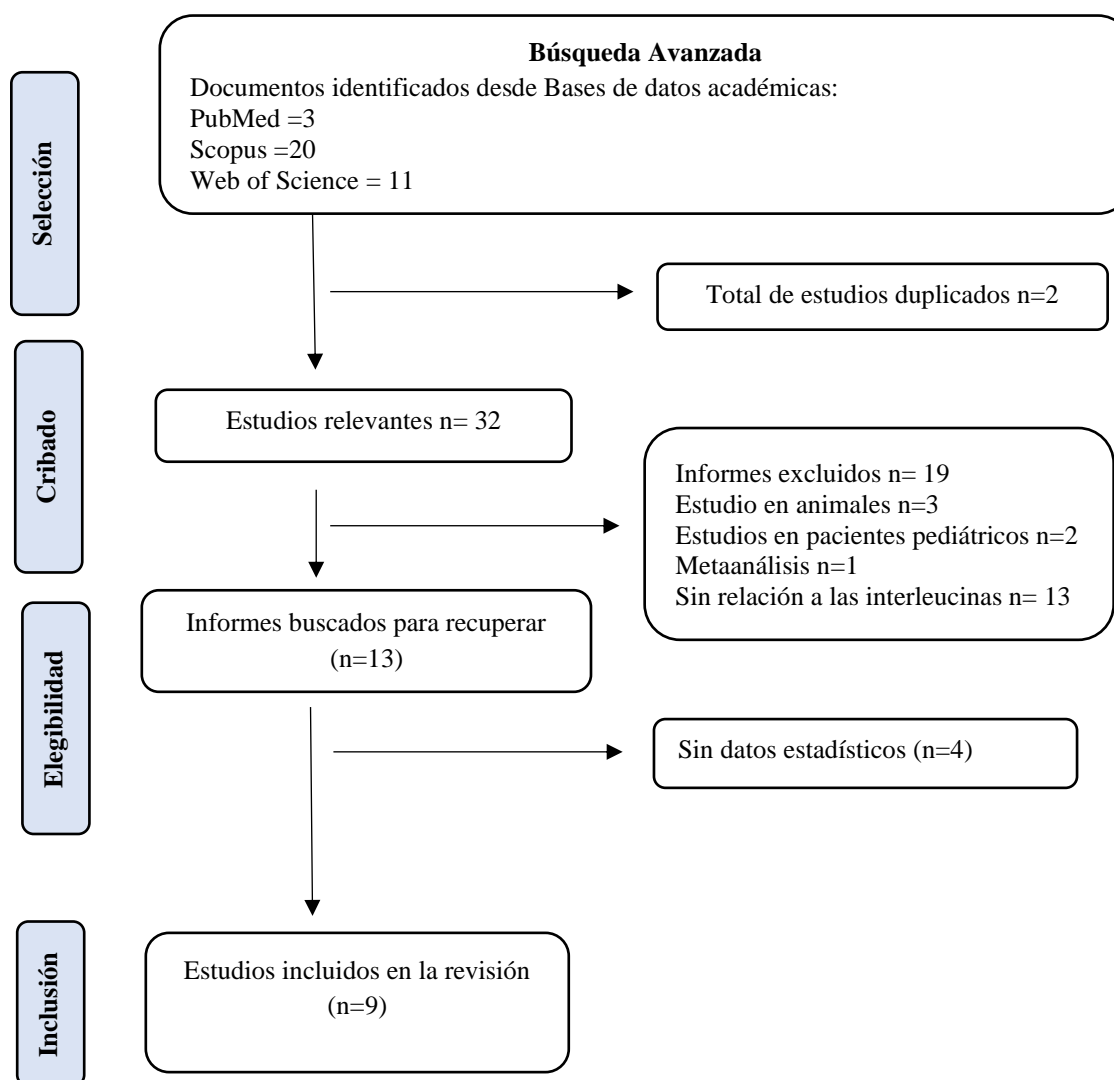 Búsqueda Avanzada
Documentos identificados desde Bases de datos académicas:
PubMed =3
Scopus =20
Web of Science = 11
Selección
Total de estudios duplicados n=2
Cribado
Estudios relevantes n= 32
Informes excluidos n= 19
Estudio en animales n=3
Estudios en pacientes pediátricos n=2
Metaanálisis n=1
Sin relación a las interleucinas n= 13
Elegibilidad
Informes buscados para recuperar
(n=13)
Sin datos estadísticos (n=4)
Inclusión
Estudios incluidos en la revisión
(n=9)